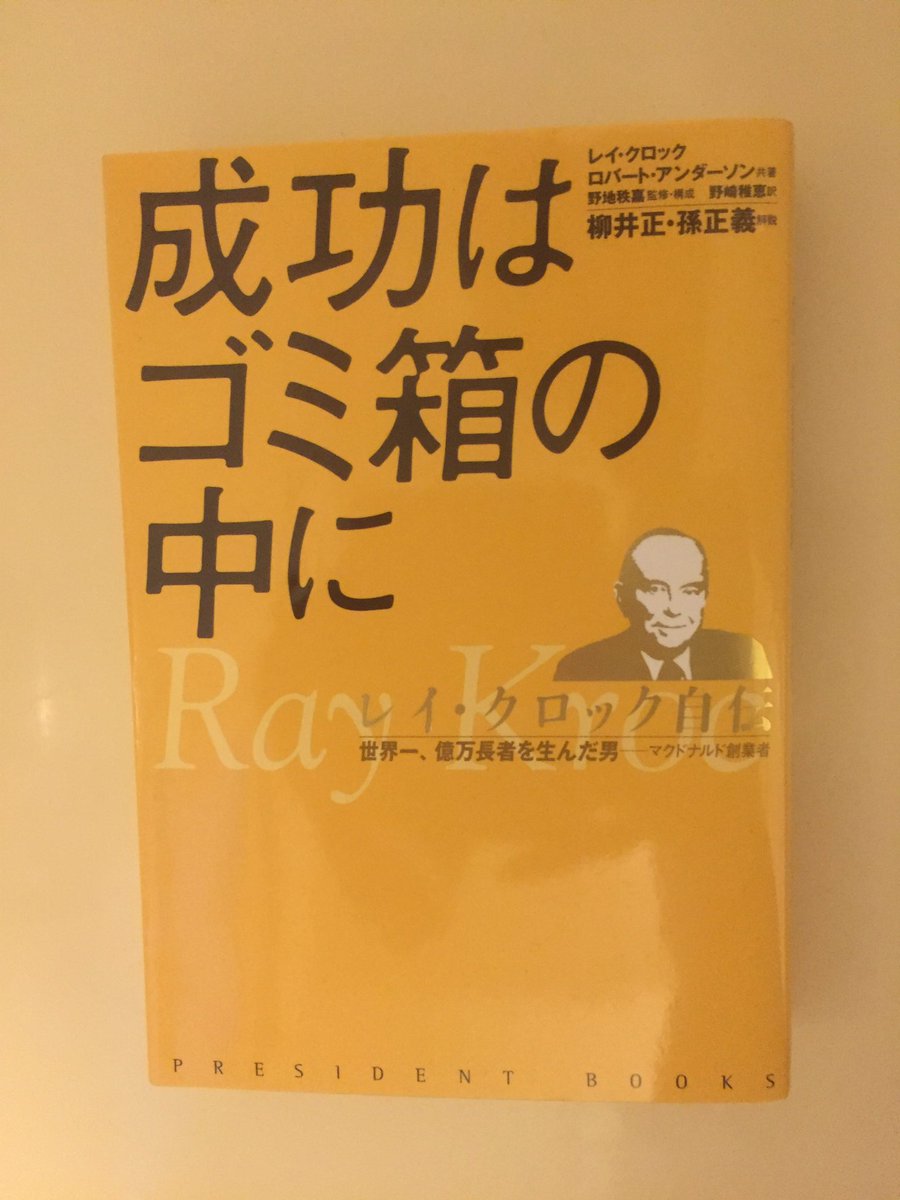 成功は
ゴミ箱の
中に
レイ・クロック
ロバート・アンダーソン共著
野地秩嘉監修・構成 野崎稚恵訳
柳井正・孫正義解説
Ray Kroc
レイ・クロック自伝
世界一、億万長者を生んだ男──マクドナルド創業者
PRESIDENT BOOKS